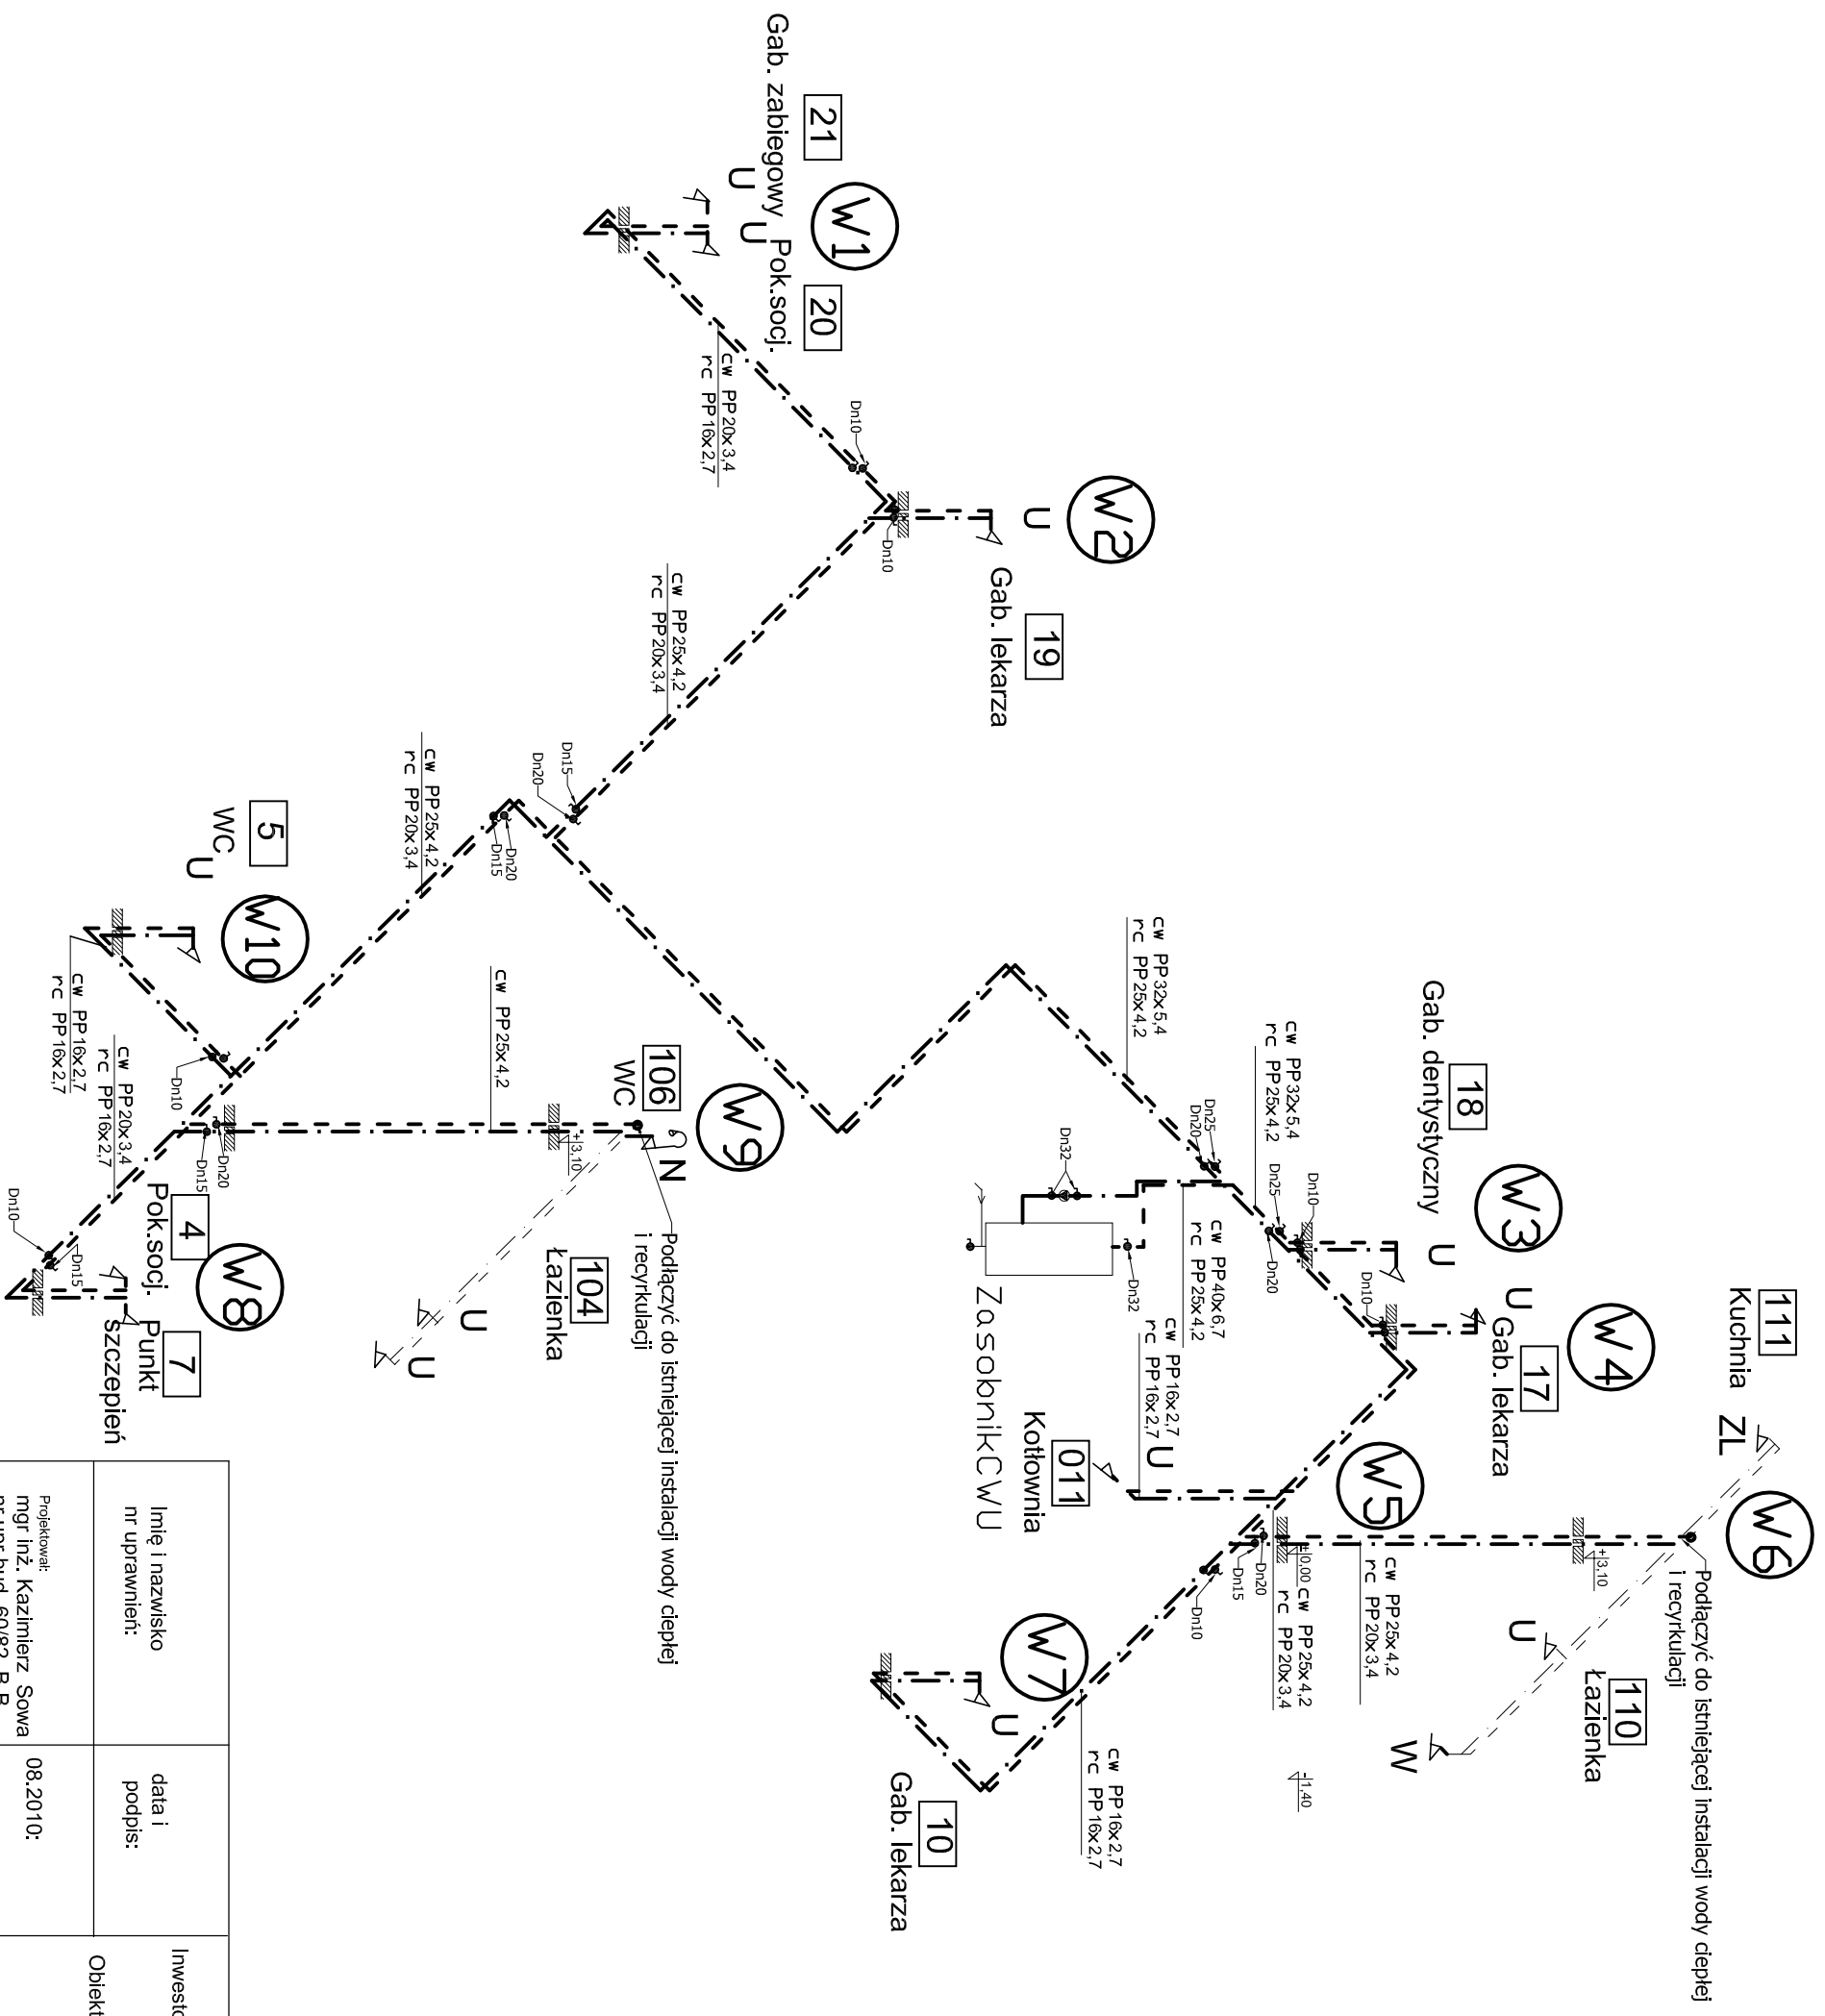 111
Kuchnia
ZL
W6
Podłączyć do istniejącej instalacji wody ciepłej
i recyrkulacji
+3,10
110
Łazienka
U
W
cw PP25x4,2
rc PP20x3,4
W4
17
Gab. lekarza
U
W3
18
Gab. dentystyczny
U
Dn10
Dn10
Dn25
Dn20
cw PP32x5,4
rc PP25x4,2
W5
±0,00
cw PP25x4,2
rc PP20x3,4
-1,40
Dn20
Dn15
Dn10
cw PP32x5,4
rc PP25x4,2
Dn25
Dn20
cw PP40x6,7
rc PP25x4,2
cw PP16x2,7
rc PP16x2,7
U
011
Kotłownia
Dn32
Dn32
ZasobnikCWU
W7
U
cw PP16x2,7
rc PP16x2,7
10
Gab. lekarza
W2
U
19
Gab. lekarza
Dn10
Dn10
21
Gab. zabiegowy
U
W1
U
20
Pok.socj.
cw PP20x3,4
rc PP16x2,7
cw PP25x4,2
rc PP20x3,4
Dn15
Dn20
Dn20
Dn15
cw PP25x4,2
rc PP20x3,4
W9
106
WC
N
Podłączyć do istniejącej instalacji wody ciepłej
i recyrkulacji
+3,10
104
Łazienka
U
U
cw PP25x4,2
5
WC
U
W10
Dn10
cw PP16x2,7
rc PP16x2,7
cw PP20x3,4
rc PP16x2,7
Dn20
Dn15
W8
4
Pok.socj.
7
Punkt
szczepień
Dn10
Dn15
Imię i nazwisko
nr uprawnień:
data i
podpis:
Projektował:
mgr inż. Kazimierz Sowa
08.2010:
Inwesto
Obiekt